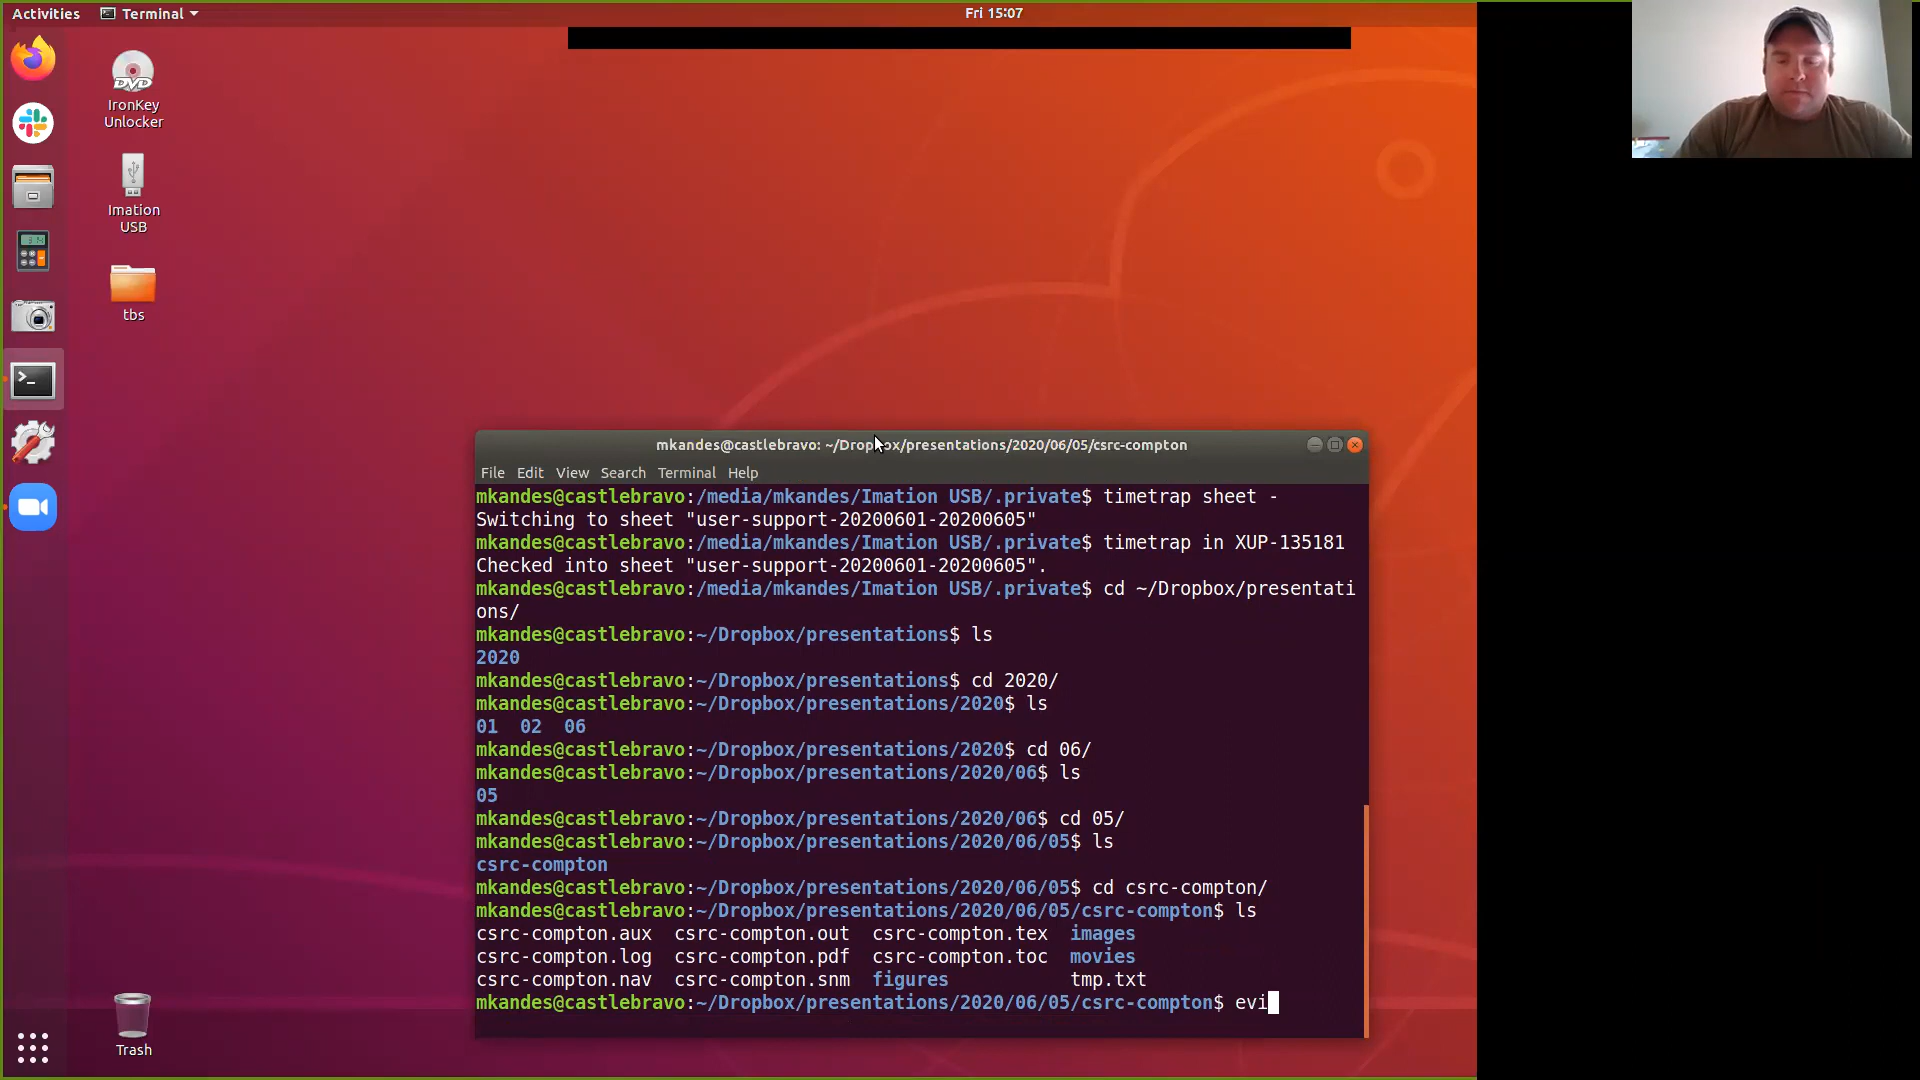 Activities Terminal Fri 15:07
DVD
IronKey
Unlocker
Imation
USB
tbs
Trash
mkandes@castlebravo: ~/Dropbox/presentations/2020/06/05/csrc-compton
File Edit View Search Terminal Help
mkandes@castlebravo:/media/mkandes/Imation USB/.private$ timetrap sheet -
Switching to sheet "user-support-20200601-20200605"
mkandes@castlebravo:/media/mkandes/Imation USB/.private$ timetrap in XUP-135181
Checked into sheet "user-support-20200601-20200605".
mkandes@castlebravo:/media/mkandes/Imation USB/.private$ cd ~/Dropbox/presentati
ons/
mkandes@castlebravo:~/Dropbox/presentations$ ls
2020
mkandes@castlebravo:~/Dropbox/presentations$ cd 2020/
mkandes@castlebravo:~/Dropbox/presentations/2020$ ls
01 02 06
mkandes@castlebravo:~/Dropbox/presentations/2020$ cd 06/
mkandes@castlebravo:~/Dropbox/presentations/2020/06$ ls
05
mkandes@castlebravo:~/Dropbox/presentations/2020/06$ cd 05/
mkandes@castlebravo:~/Dropbox/presentations/2020/06/05$ ls
csrc-compton
mkandes@castlebravo:~/Dropbox/presentations/2020/06/05$ cd csrc-compton/
mkandes@castlebravo:~/Dropbox/presentations/2020/06/05/csrc-compton$ ls
csrc-compton.aux csrc-compton.out csrc-compton.tex images
csrc-compton.log csrc-compton.pdf csrc-compton.toc movies
csrc-compton.nav csrc-compton.snm figures tmp.txt
mkandes@castlebravo:~/Dropbox/presentations/2020/06/05/csrc-compton$ evi